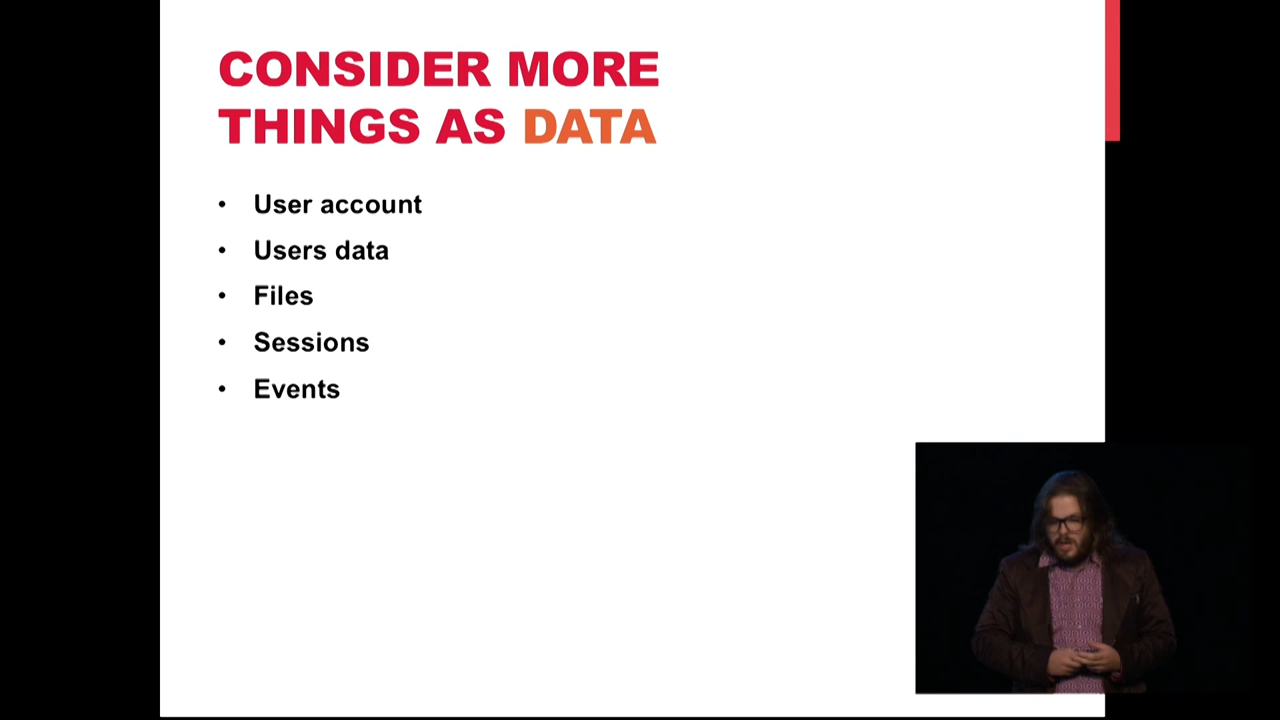 CONSIDER MORE
THINGS AS DATA
• User account
• Users data
• Files
• Sessions
• Events